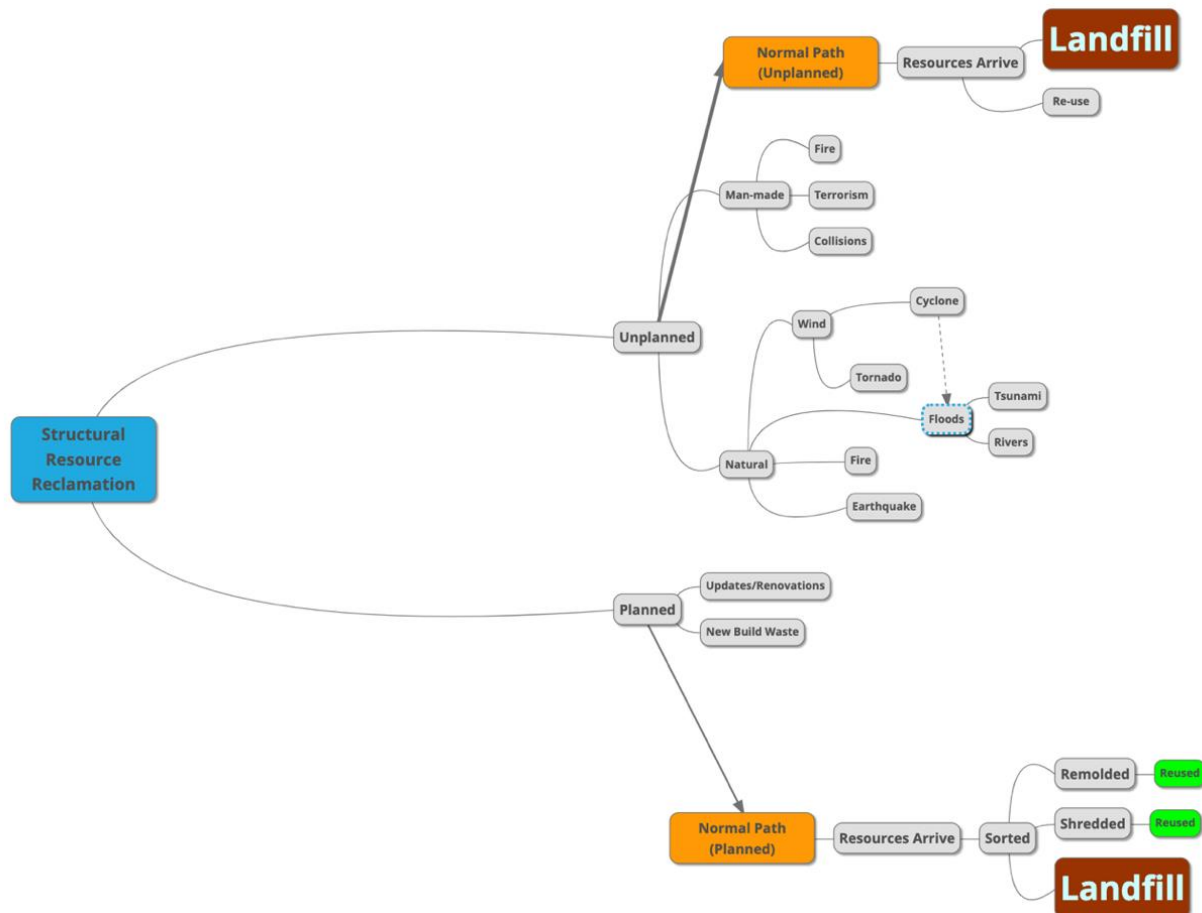 Landfill
Normal Path
(Unplanned)
Resources Arrive
Re-use
Fire
Man-made
Terrorism
Collisions
Cyclone
Wind
Unplanned
Tornado
Tsunami
Floods
Rivers
Structural
Resource
Reclamation
Natural
Fire
Earthquake
Updates/Renovations
Planned
New Build Waste
Remolded
Reused
Normal Path
(Planned)
Resources Arrive
Sorted
Shredded
Reused
Landfill